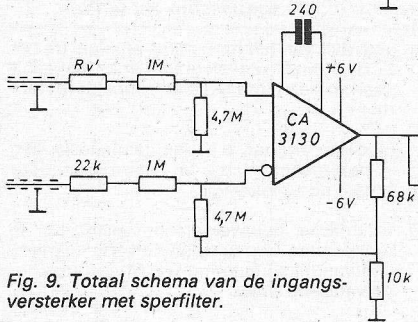 240
+6V
Rv' 1M
4,7M
CA
3130
22k 1M
-6V
68k
4,7M
10k
Fig. 9. Totaal schema van de ingangs-
versterker met sperfilter.